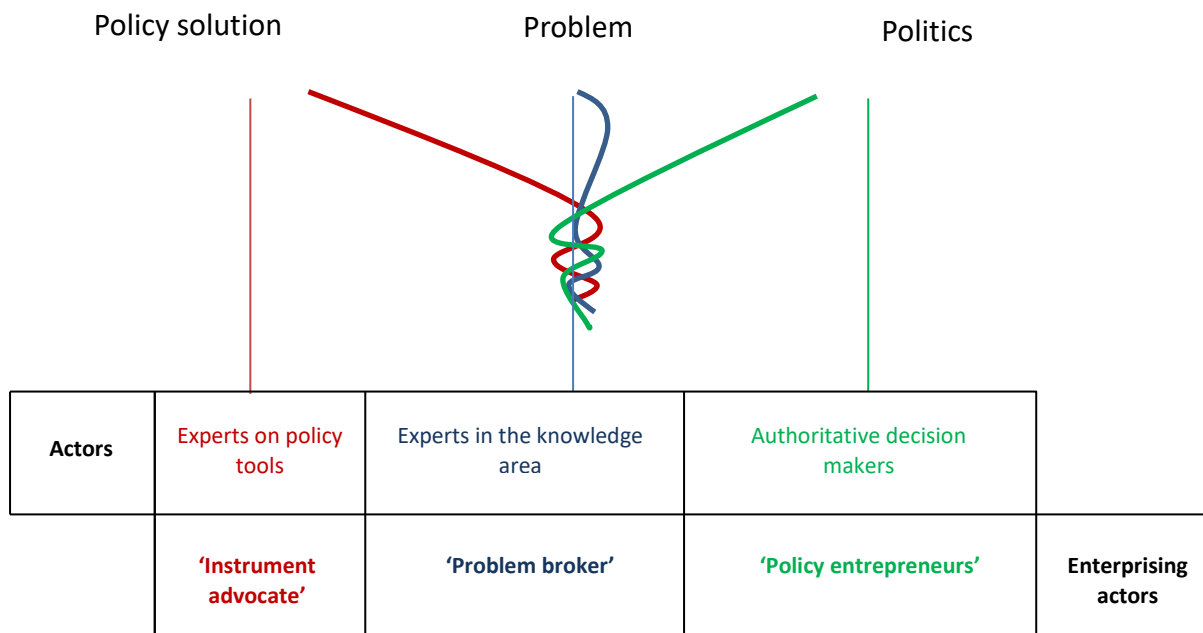 Policy solution
Problem
Politics
Actors
Experts on policy
tools
Experts in the knowledge
area
Authoritative decision
makers
‘Instrument
advocate’
‘Problem broker’
‘Policy entrepreneurs’
Enterprising
actors